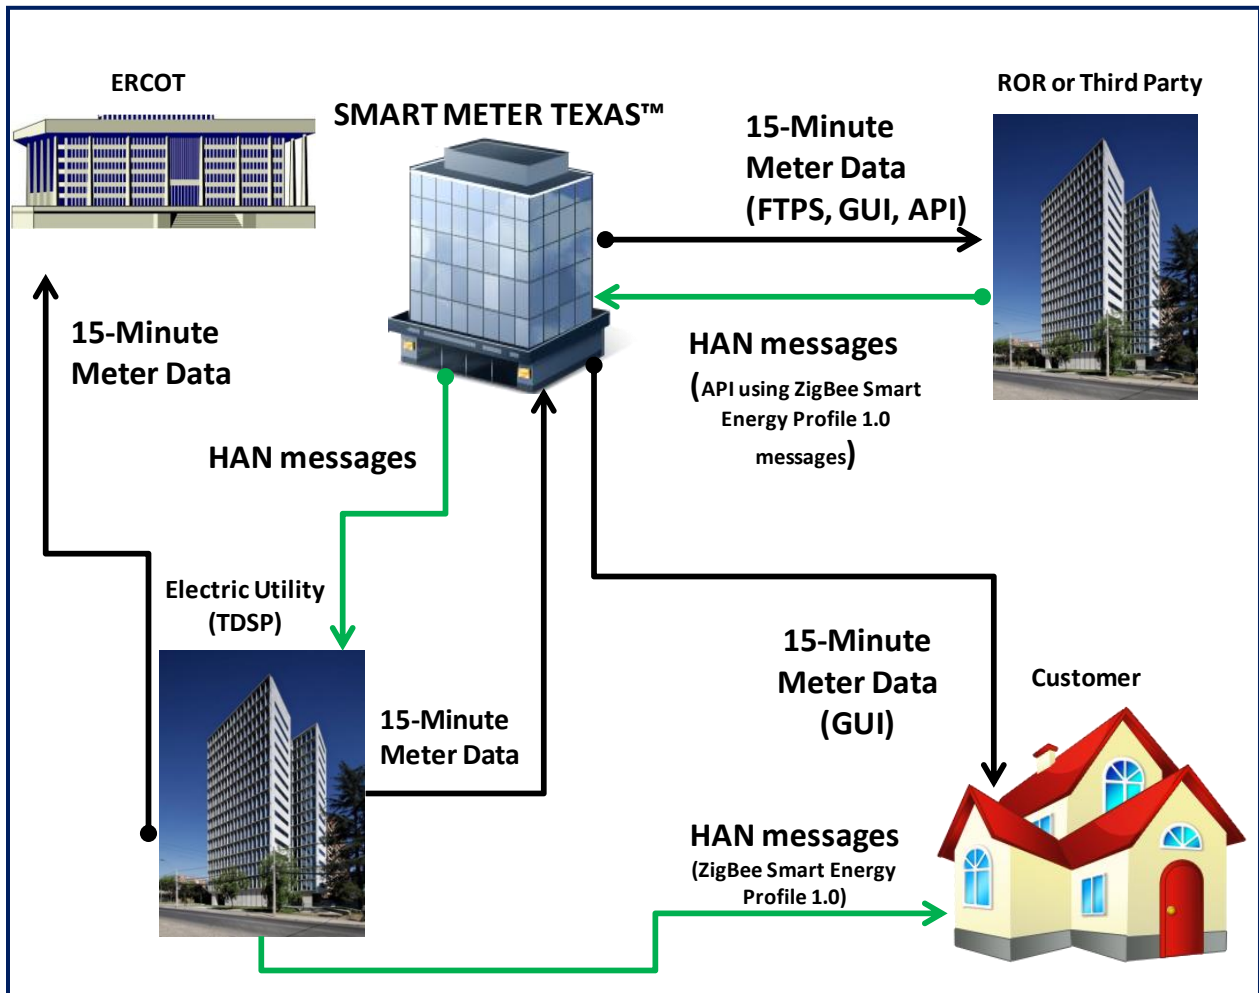 ERCOT
SMART METER TEXAS™
ROR or Third Party
15-Minute
Meter Data
(FTPS, GUI, API)
15-Minute
Meter Data
HAN messages
(API using ZigBee Smart
Energy Profile 1.0
messages)
HAN messages
Electric Utility
(TDSP)
15-Minute
Meter Data
(GUI)
Customer
15-Minute
Meter Data
HAN messages
(ZigBee Smart Energy
Profile 1.0)